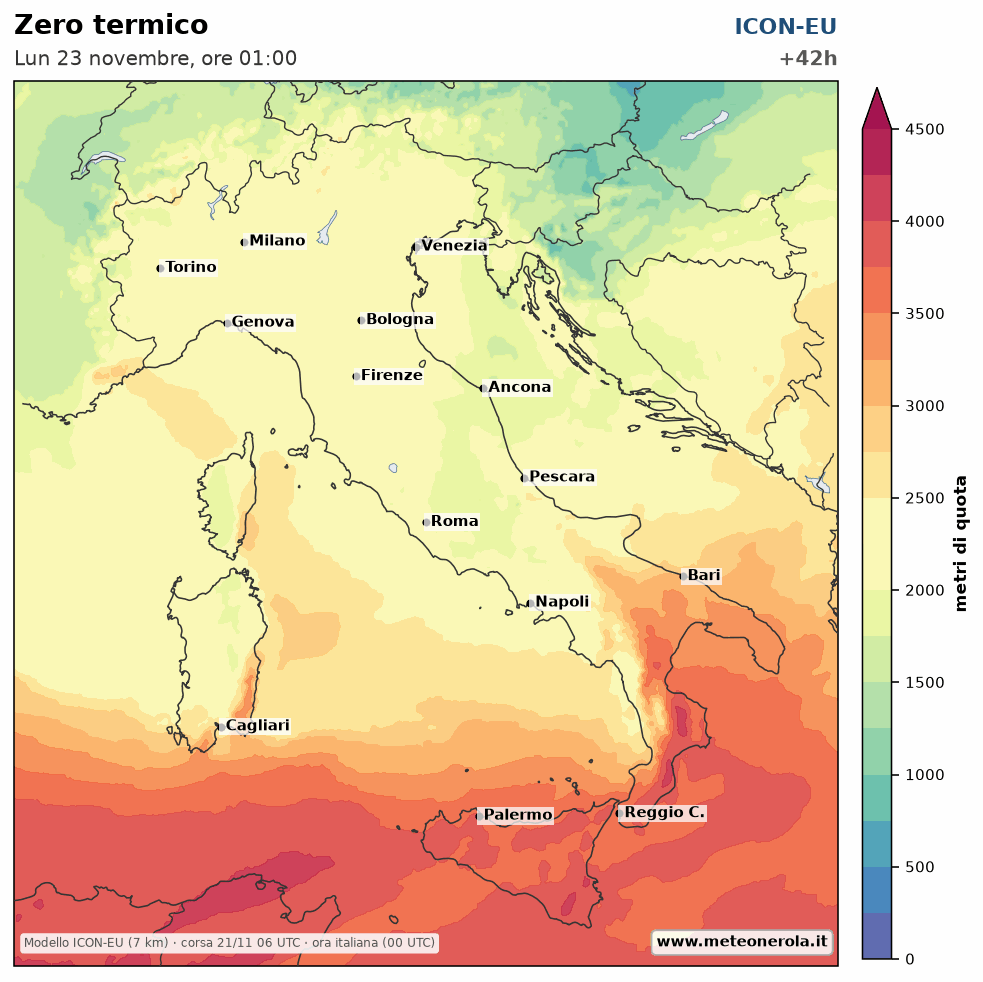 Zero termico
ICON-EU
Lun 23 novembre, ore 01:00
+42h
Milano
Venezia
Torino
Genova
Bologna
Firenze
Ancona
Pescara
Roma
Bari
Napoli
Cagliari
Palermo
Reggio C.
4500
4000
3500
3000
2500
2000
1500
1000
500
0
metri di quota
Modello ICON-EU (7 km) · corsa 21/11 06 UTC · ora italiana (00 UTC)
www.meteonerola.it